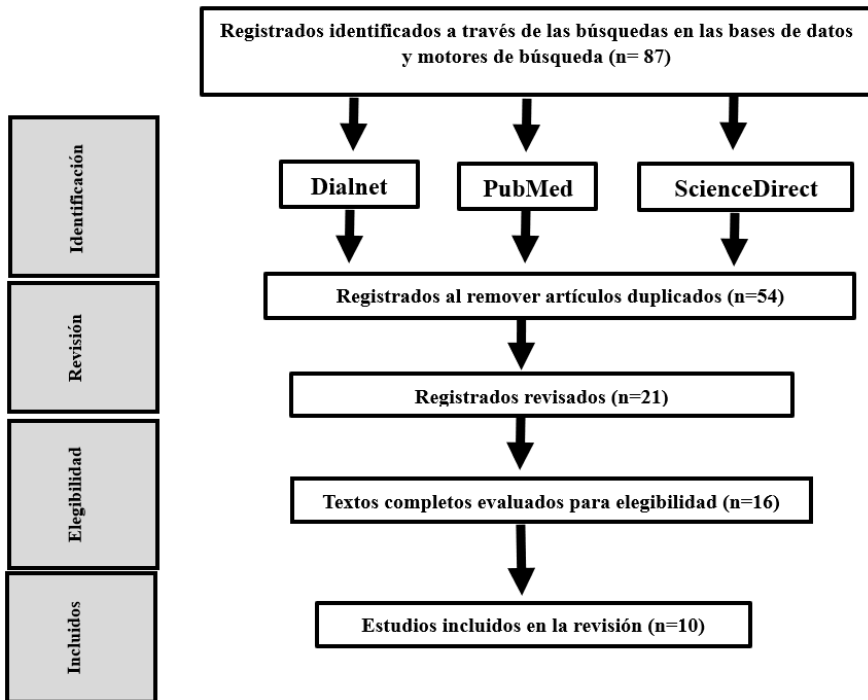 Registrados identificados a través de las búsquedas en las bases de datos
y motores de búsqueda (n= 87)
Identificación
Dialnet
PubMed
ScienceDirect
Registrados al remover artículos duplicados (n=54)
Revisión
Registrados revisados (n=21)
Elegibilidad
Textos completos evaluados para elegibilidad (n=16)
Incluidos
Estudios incluidos en la revisión (n=10)